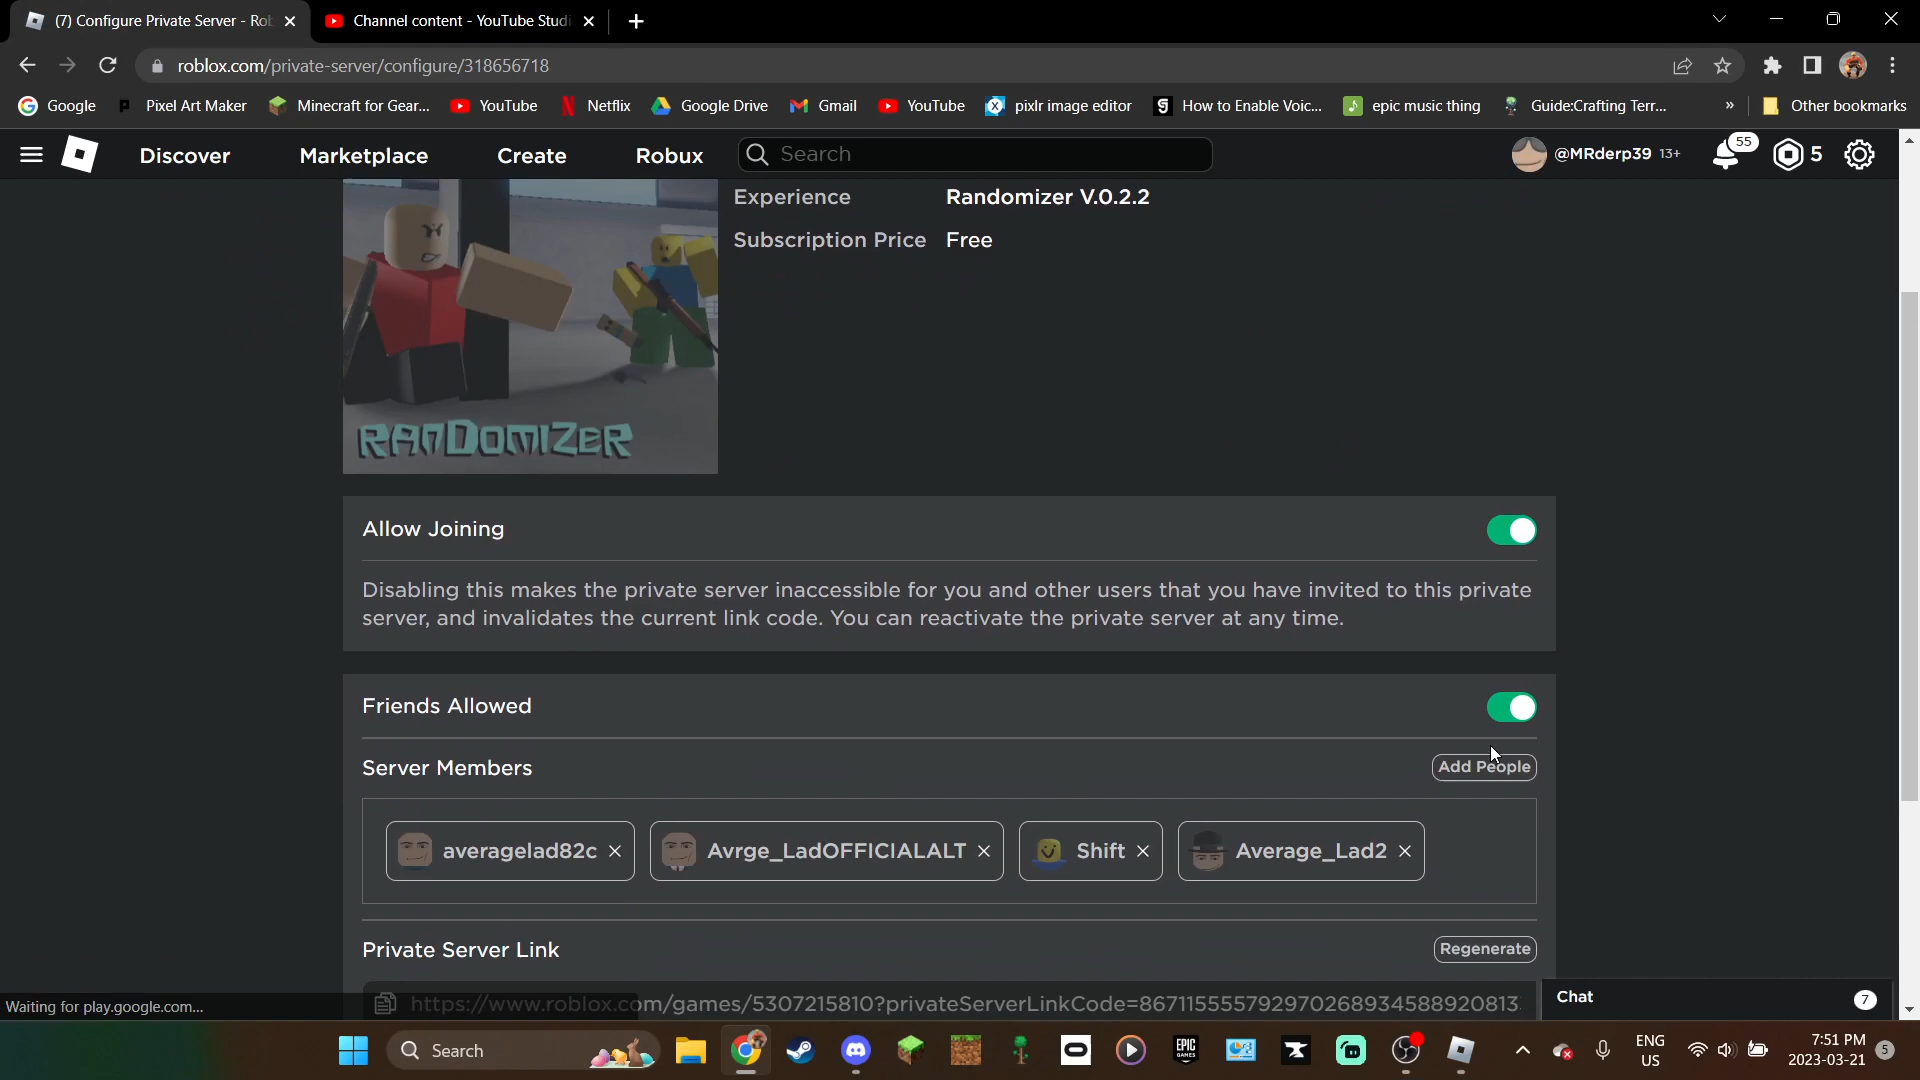 (7) Configure Private Server - Rob
Channel content - YouTube Studi
roblox.com/private-server/configure/318656718
Google
Pixel Art Maker
Minecraft for Gear...
YouTube
Netflix
Google Drive
Gmail
YouTube
pixlr image editor
How to Enable Voic...
epic music thing
Guide:Crafting Terr...
»
Other bookmarks
Discover
Marketplace
Create
Robux
Search
@MRderp39 13+
55
5
Experience Randomizer V.0.2.2
Subscription Price Free
RANDOMIZER
Allow Joining
Disabling this makes the private server inaccessible for you and other users that you have invited to this private
server, and invalidates the current link code. You can reactivate the private server at any time.
Friends Allowed
Server Members
Add People
averagelad82c
Avrge_LadOFFICIALALT
Shift
Average_Lad2
Private Server Link
Regenerate
https://www.roblox.com/games/5307215810?privateServerLinkCode=86711555579297026893458892081​3
Chat
7
Waiting for play.google.com...
Search
EPIC
GAMES
ENG
US
7:51 PM
2023-03-21
5